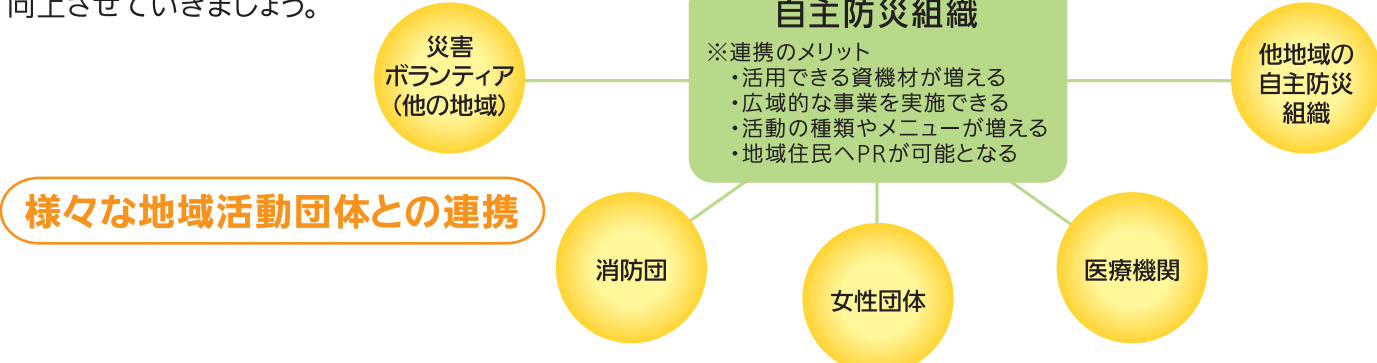 向上させていきましょう。
自主防災組織
※連携のメリット
・活用できる資機材が増える
・広域的な事業を実施できる
・活動の種類やメニューが増える
・地域住民へPRが可能となる
災害
ボランティア
（他の地域）
他地域の
自主防災
組織
様々な地域活動団体との連携
消防団
女性団体
医療機関